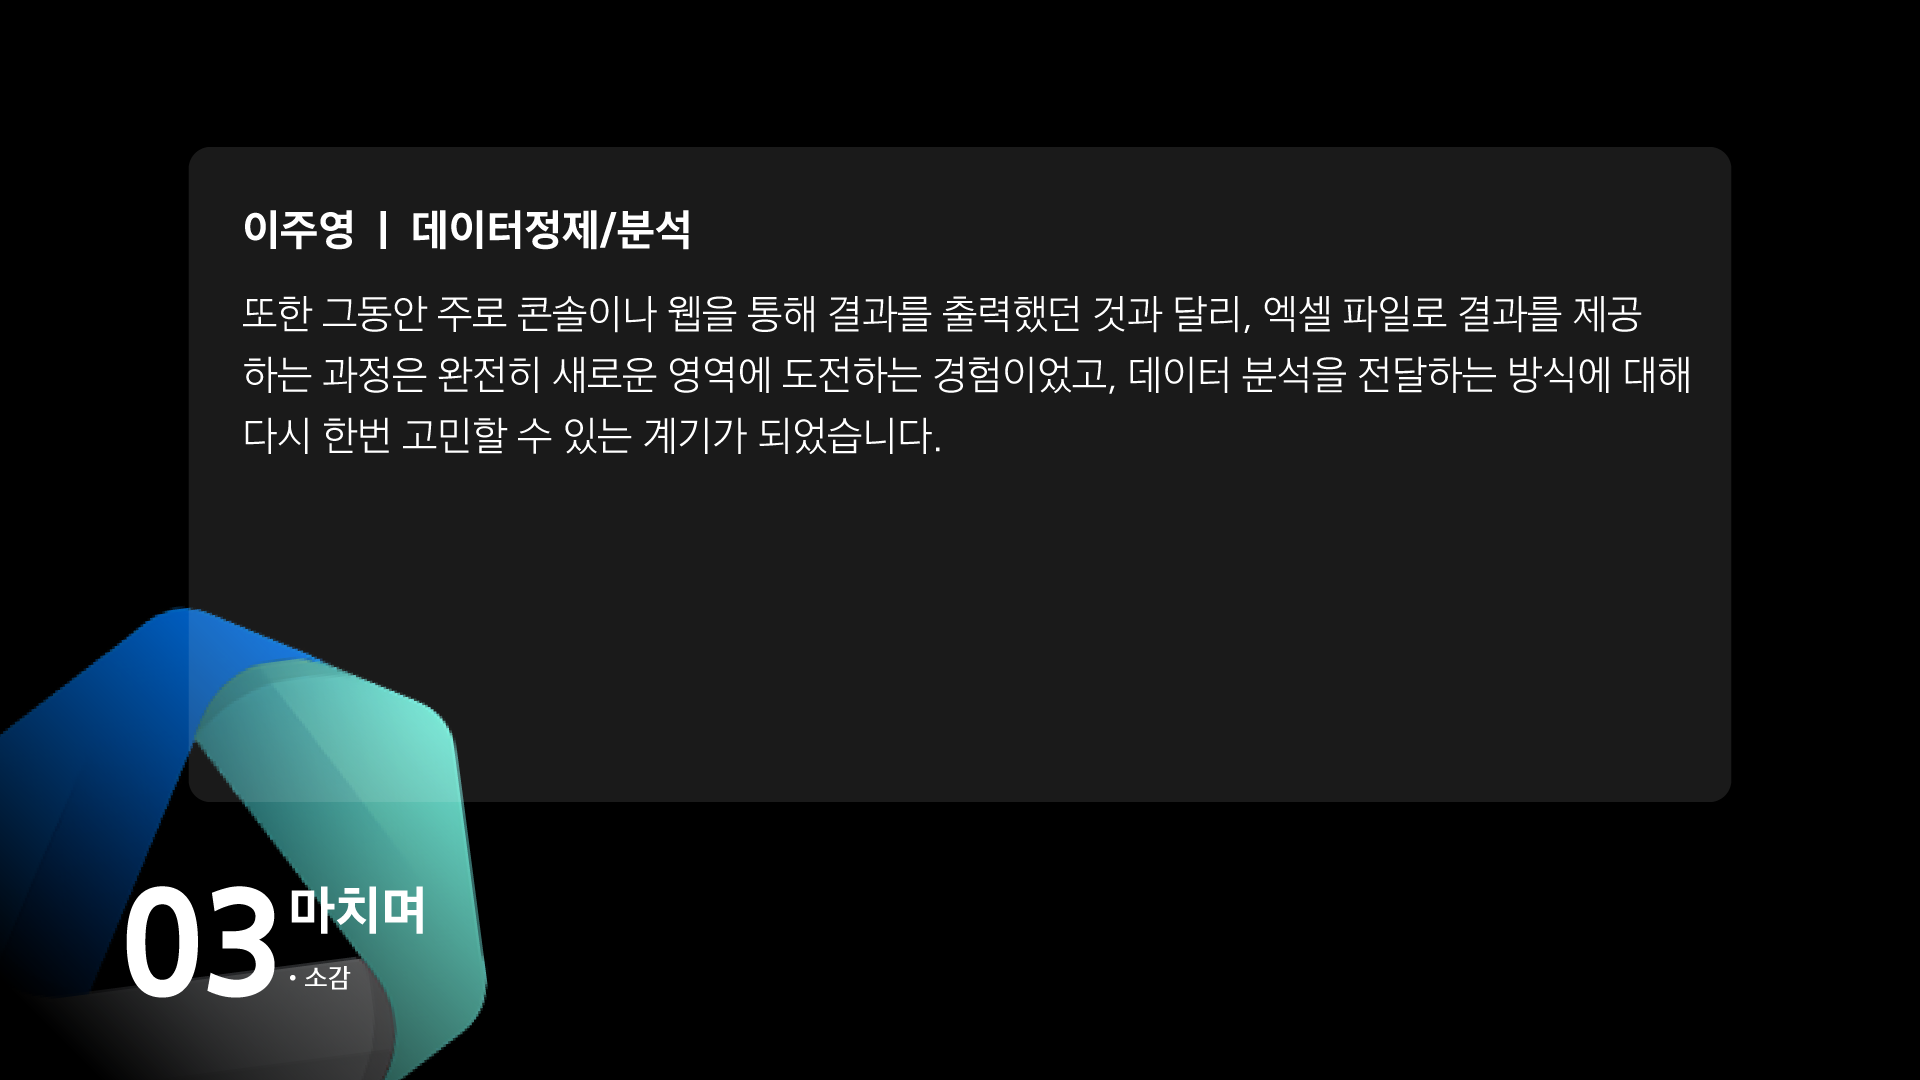 이주영 | 데이터정제/분석
또한 그동안 주로 콘솔이나 웹을 통해 결과를 출력했던 것과 달리, 엑셀 파일로 결과를 제공
하는 과정은 완전히 새로운 영역에 도전하는 경험이었고, 데이터 분석을 전달하는 방식에 대해
다시 한번 고민할 수 있는 계기가 되었습니다.
03 마치며
• 소감